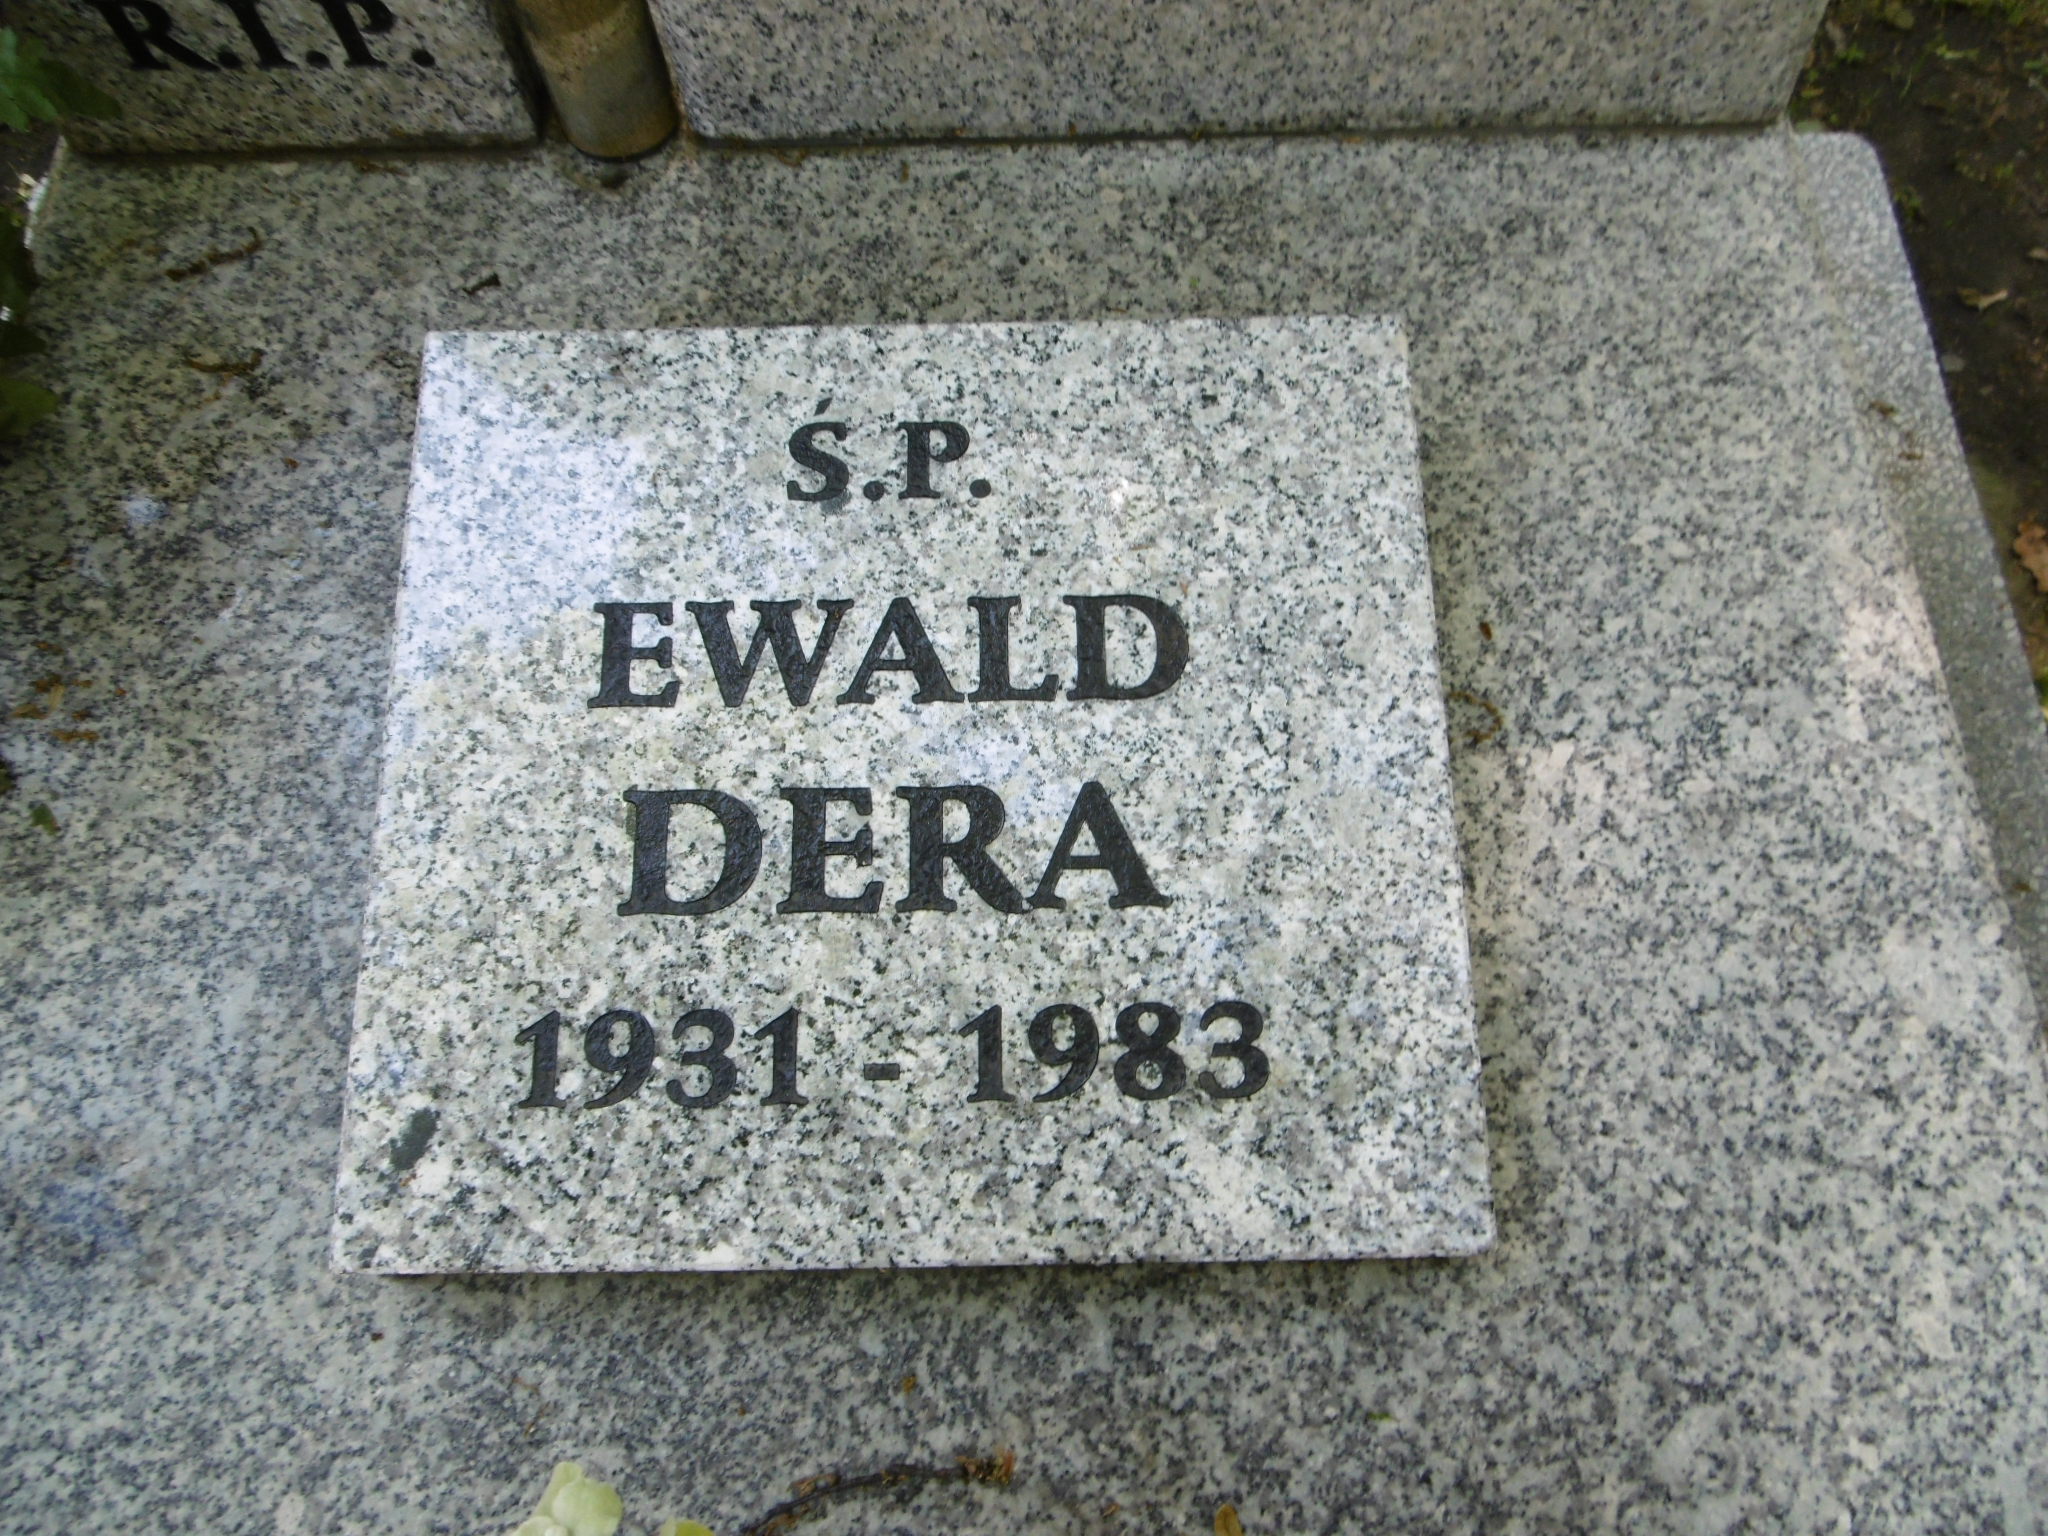 R.I.P.
Ś.P.
EWALD
DERA
1931 - 1983